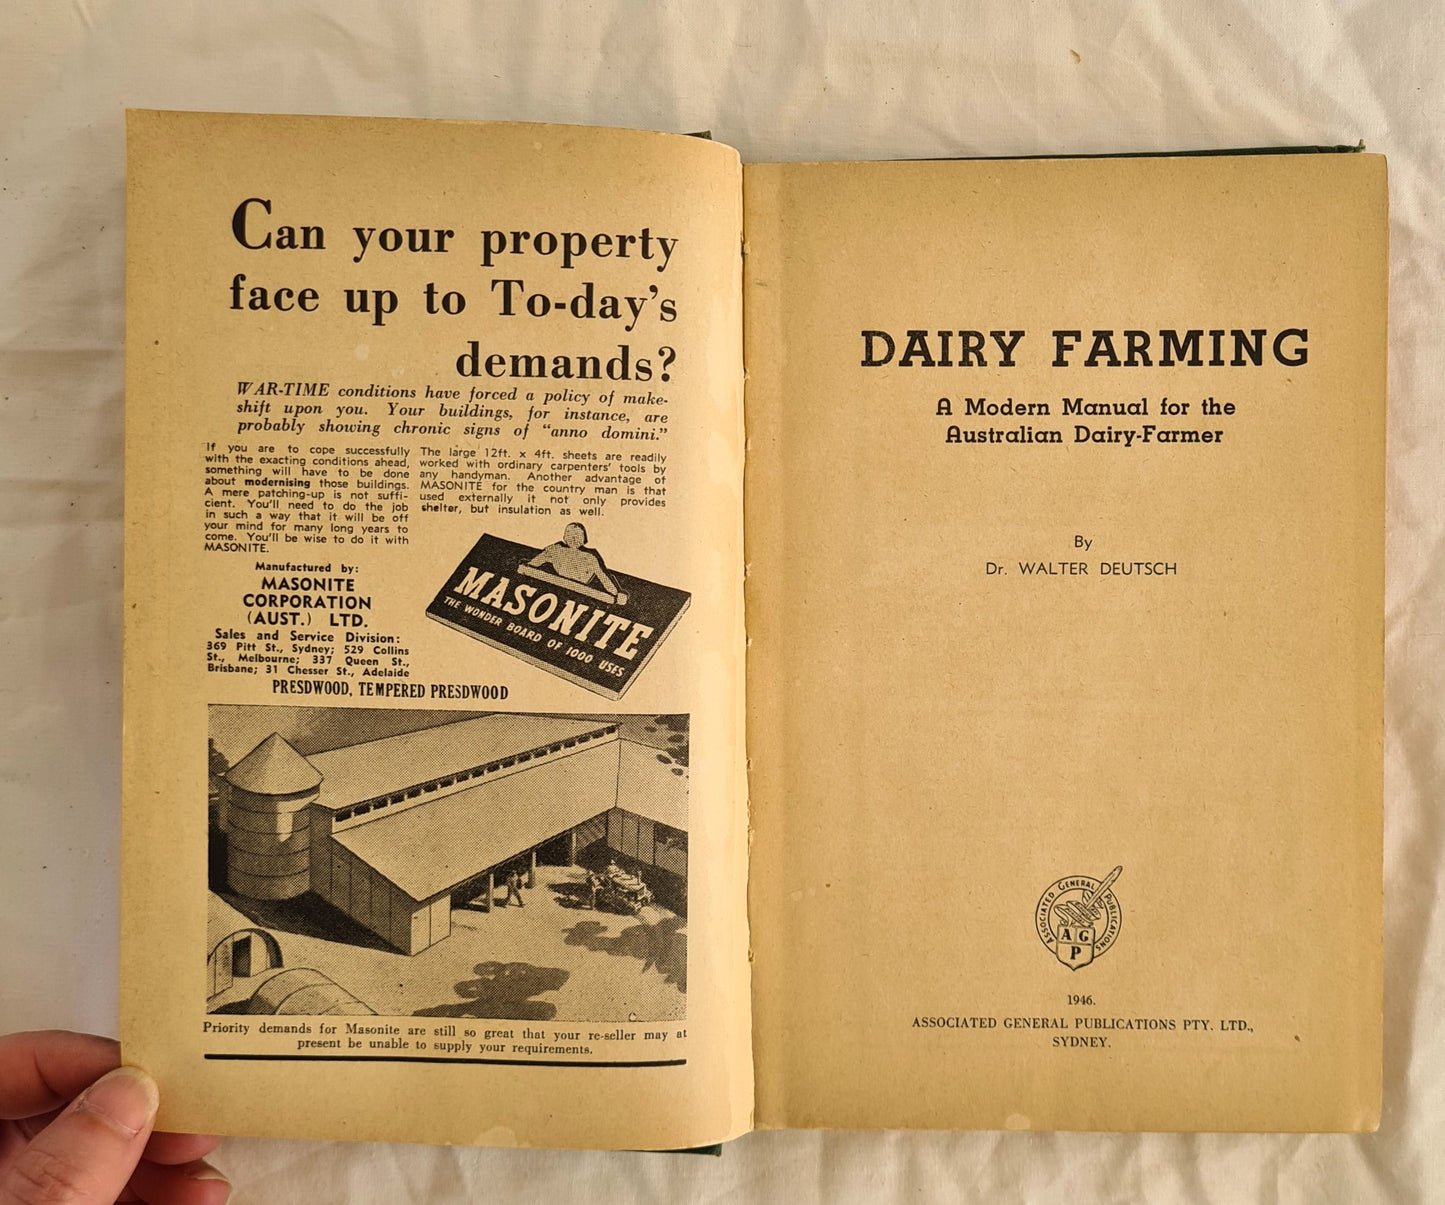 Can your property
face up to To-day's
demands?
WAR-TIME conditions have forced a policy of make-
shift upon you. Your buildings, for instance, are
probably showing chronic signs of "anno domini."
If you are to cope successfully
with the exacting conditions ahead,
something will have to be done
about modernising those buildings.
A mere patching-up is not suffi-
cient. You'll need to do the job
in such a way that it will be off
your mind for many long years to
come. You'll be wise to do it with
MASONITE.
The large 12ft. x 4ft. sheets are readily
worked with ordinary carpenters' tools by
any handyman. Another advantage of
MASONITE for the country man is that
used externally it not only provides
shelter, but insulation as well.
Manufactured by:
MASONITE
CORPORATION
(AUST.) LTD.
Sales and Service Division:
369 Pitt St., Sydney; 529 Collins
St., Melbourne; 337 Queen St.,
Brisbane; 31 Chesser St., Adelaide
PRESDWOOD, TEMPERED PRESDWOOD
MASONITE
THE WONDER BOARD OF 1000 USES
Priority demands for Masonite are still so great that your re-seller may at
present be unable to supply your requirements.
DAIRY FARMING
A Modern Manual for the
Australian Dairy-Farmer
By
Dr. WALTER DEUTSCH
ASSOCIATED GENERAL PUBLICATIONS
A G
P
1946.
ASSOCIATED GENERAL PUBLICATIONS PTY. LTD.,
SYDNEY.